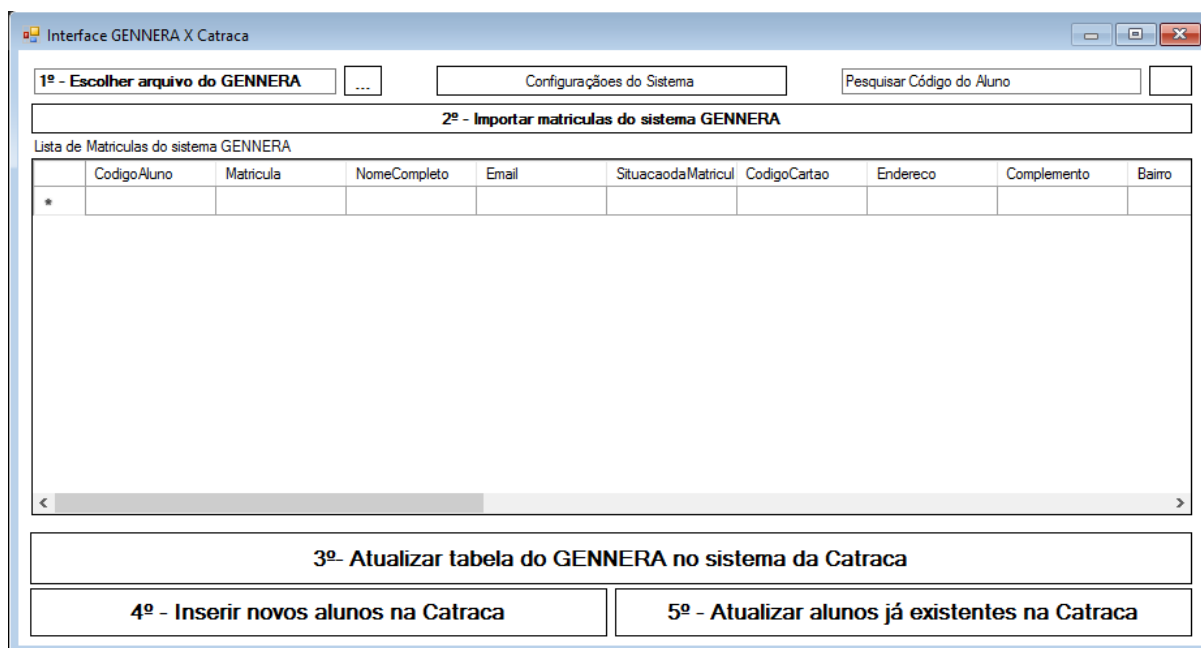 Interface GENNERA X Catraca
1º - Escolher arquivo do GENNERA ... Configuraçãoes do Sistema Pesquisar Código do Aluno
2º - Importar matriculas do sistema GENNERA
Lista de Matriculas do sistema GENNERA
CodigoAluno Matricula NomeCompleto Email SituacaodaMatricul CodigoCartao Endereco Complemento Bairro
*
3º- Atualizar tabela do GENNERA no sistema da Catraca
4º - Inserir novos alunos na Catraca 5º - Atualizar alunos já existentes na Catraca